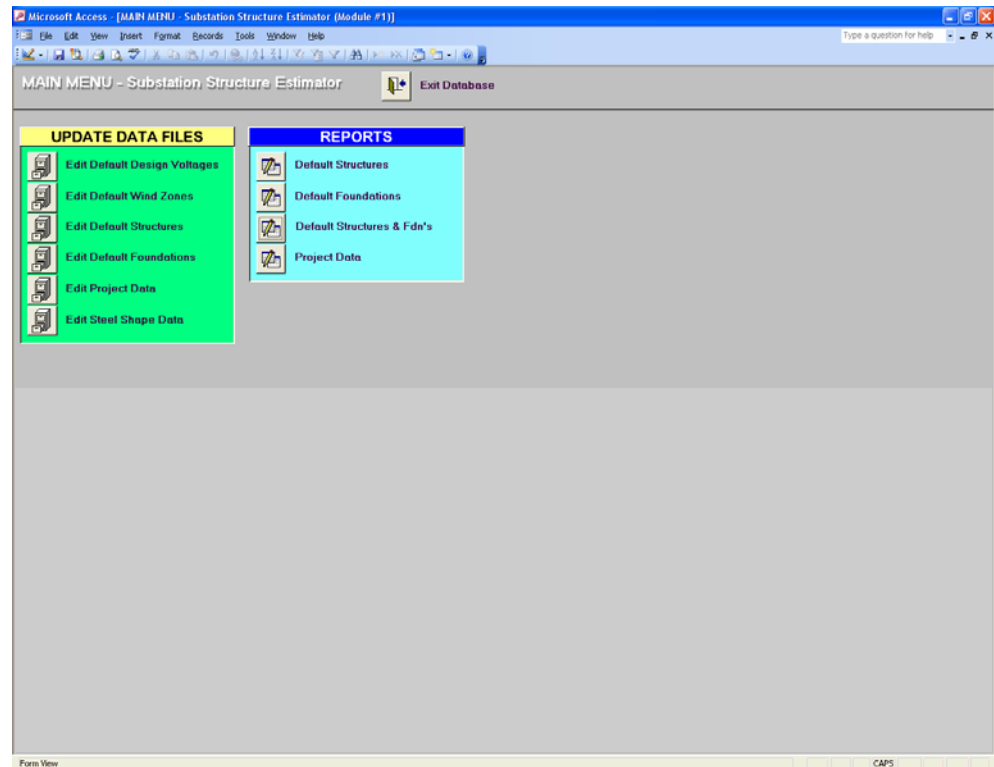 Microsoft Access - [MAIN MENU - Substation Structure Estimator (Module #1)]
File Edit View Insert Format Records Tools Window Help
Type a question for help
MAIN MENU - Substation Structure Estimator
Exit Database
UPDATE DATA FILES
Edit Default Design Voltages
Edit Default Wind Zones
Edit Default Structures
Edit Default Foundations
Edit Project Data
Edit Steel Shape Data
REPORTS
Default Structures
Default Foundations
Default Structures & Fdn's
Project Data
Form View
CAPS